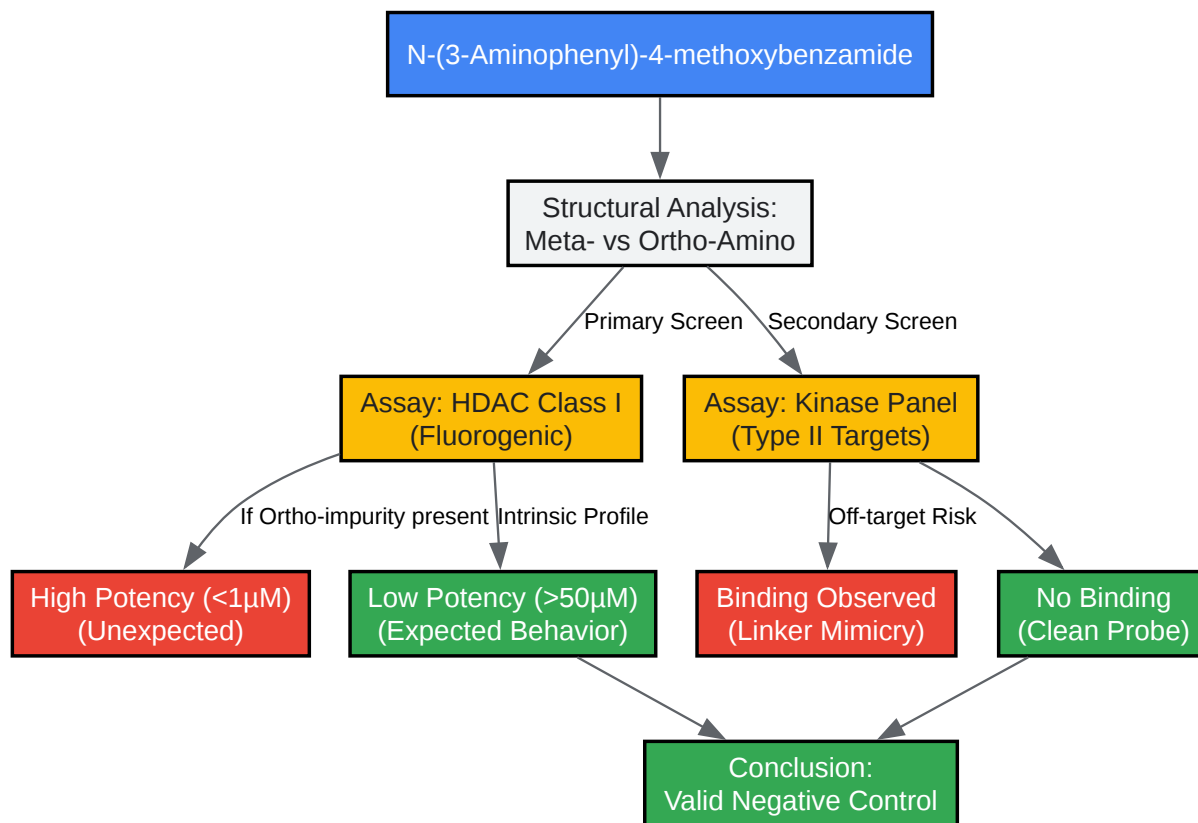 N-(3-Aminophenyl)-4-methoxybenzamide
Structural Analysis:
Meta- vs Ortho-Amino
Primary Screen
Secondary Screen
Assay: HDAC Class I
(Fluorogenic)
Assay: Kinase Panel
(Type II Targets)
If Ortho-impurity present
Intrinsic Profile
Off-target Risk
High Potency (<1µM)
(Unexpected)
Low Potency (>50µM)
(Expected Behavior)
Binding Observed
(Linker Mimicry)
No Binding
(Clean Probe)
Conclusion:
Valid Negative Control